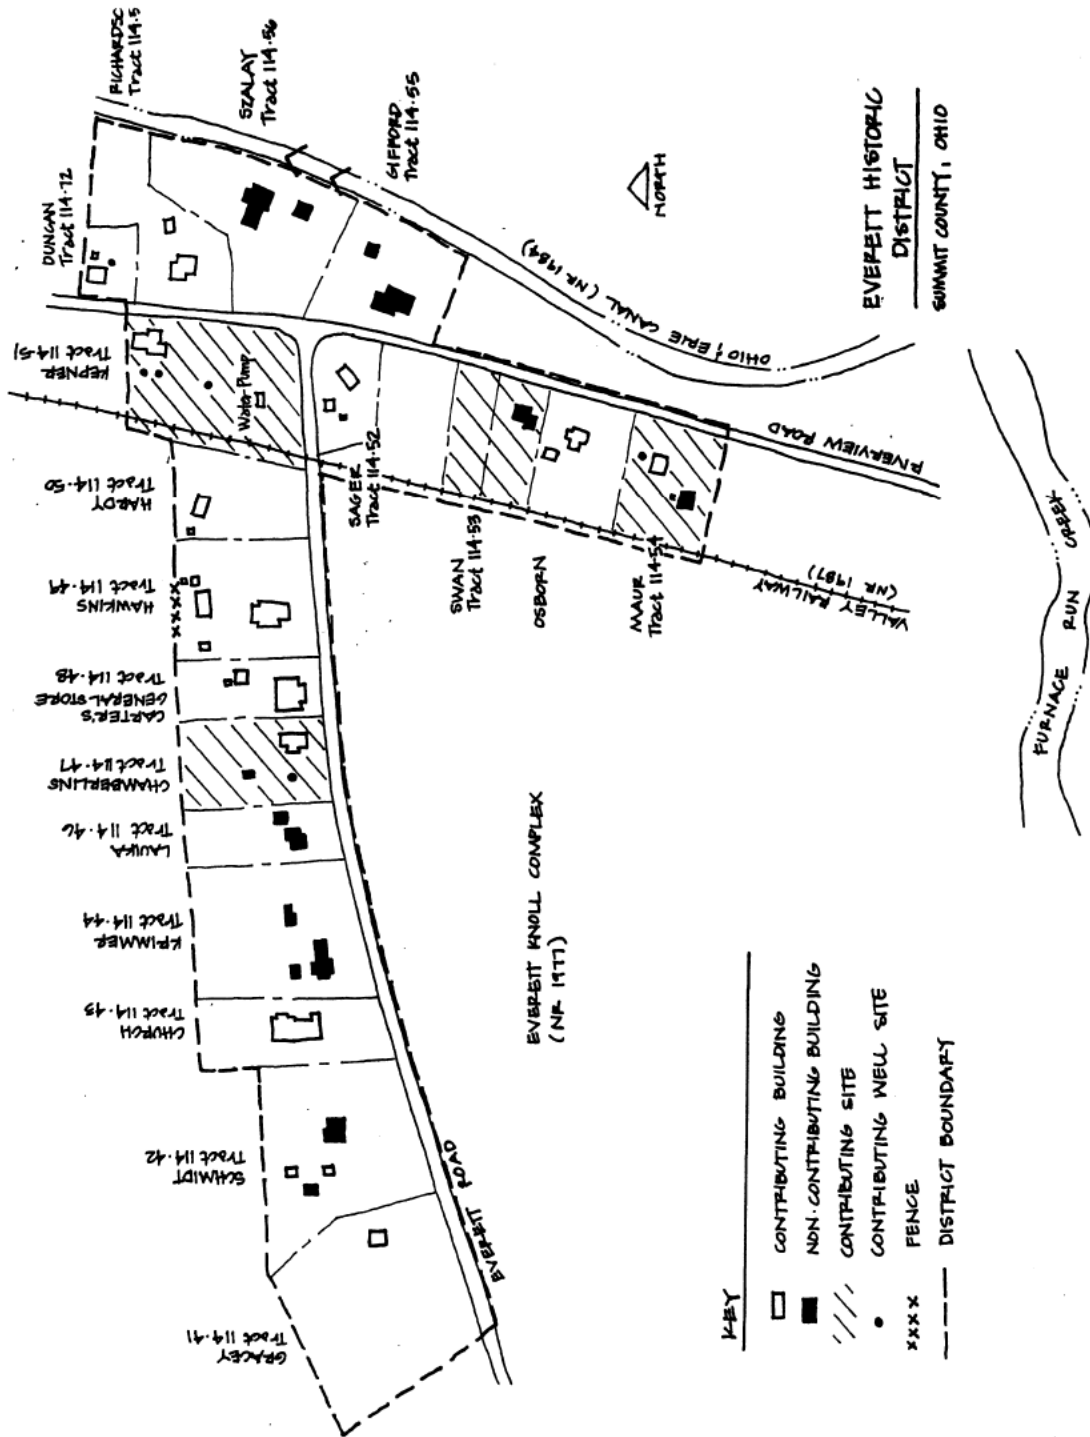 RICHARDSC
Tract 114.5
SZALAY
Tract 114.56
GIFFORD
Tract 114.55
DUNCAN
Tract 114.72
KEPNER
Tract 114.51
Water Pump
HARDY
Tract 114.50
HAWKINS
Tract 114.49
CARTER'S
GENERAL STORE
Tract 114.48
CHAMBERLINS
Tract 114.47
LAUKA
Tract 114.46
KRIMMER
Tract 114.44
CHURCH
Tract 114.43
SCHMIDT
Tract 114.42
GRACEY
Tract 114.41
SAGER
Tract 114.52
SWAN
Tract 114.53
OSBORN
MAUR
Tract 114.54
VALLEY RAILWAY
(NR 1987)
RIVERVIEW ROAD
OHIO & ERIE CANAL (NR 1984)
NORTH
EVERETT ROAD
EVERETT KNOLL COMPLEX
(NR 1977)
FURNACE RUN CREEK
EVERETT HISTORIC
DISTRICT
SUMMIT COUNTY, OHIO
KEY
CONTRIBUTING BUILDING
NON-CONTRIBUTING BUILDING
CONTRIBUTING SITE
CONTRIBUTING WELL SITE
xxxx FENCE
DISTRICT BOUNDARY